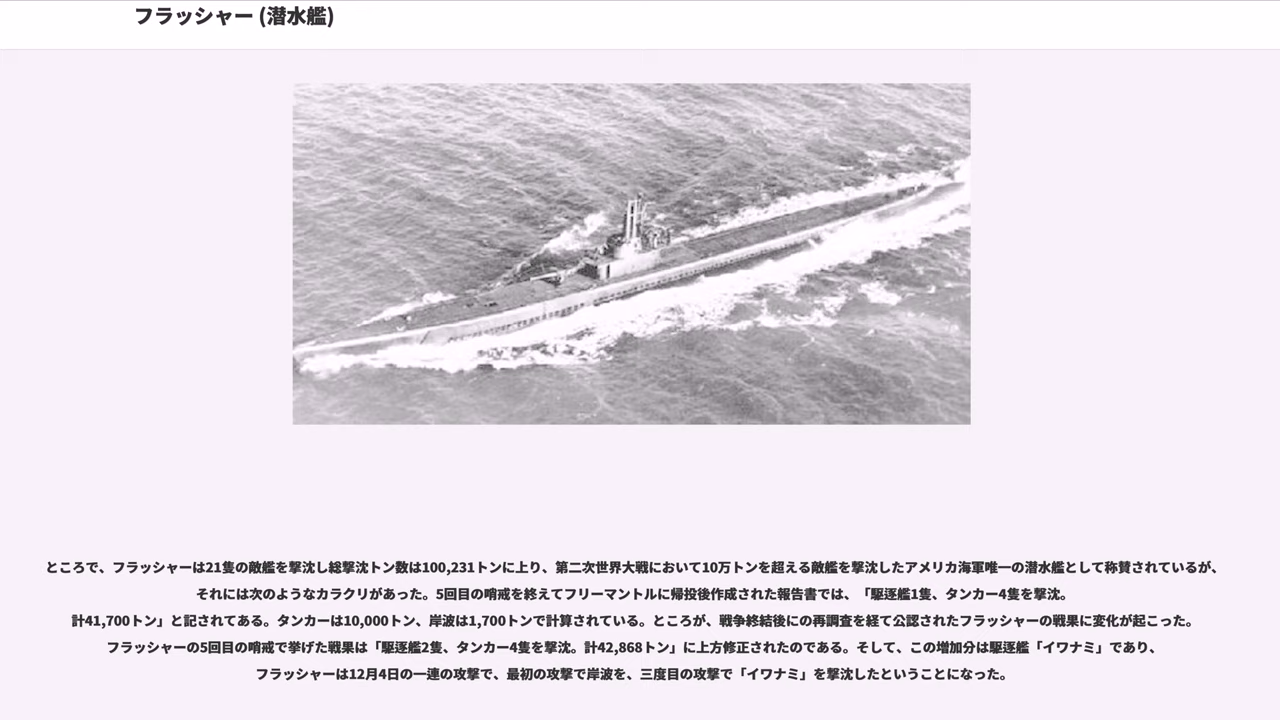 フラッシャー (潜水艦)
ところで、フラッシャーは21隻の敵艦を撃沈し総撃沈トン数は100,231トンに上り、第二次世界大戦において10万トンを超える敵艦を撃沈したアメリカ海軍唯一の潜水艦として称賛されているが、
それには次のようなカラクリがあった。5回目の哨戒を終えてフリーマントルに帰投後作成された報告書では、「駆逐艦1隻、タンカー4隻を撃沈。
計41,700トン」と記されてある。タンカーは10,000トン、岸波は1,700トンで計算されている。ところが、戦争終結後にの再調査を経て公認されたフラッシャーの戦果に変化が起こった。
フラッシャーの5回目の哨戒で挙げた戦果は「駆逐艦2隻、タンカー4隻を撃沈。計42,868トン」に上方修正されたのである。そして、この増加分は駆逐艦「イワナミ」であり、
フラッシャーは12月4日の一連の攻撃で、最初の攻撃で岸波を、三度目の攻撃で「イワナミ」を撃沈したということになった。